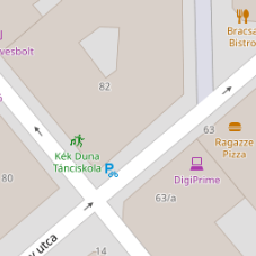 Bracsa
Bistro
vesbolt
82
63
Kék Duna
Tánciskola
Ragazze
Pizza
DigiPrime
80
63/a
utca
14